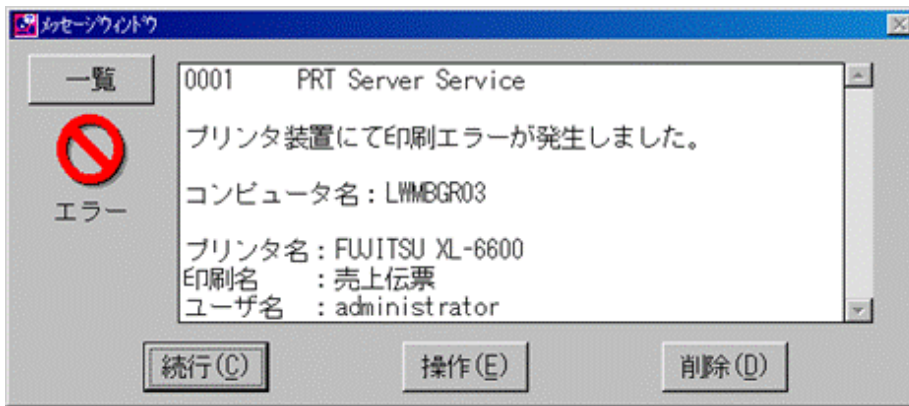 メッセージウィンドウ
一覧
エラー
0001 PRT Server Service
プリンタ装置にて印刷エラーが発生しました。
コンピュータ名：LWMBGR03
プリンタ名：FUJITSU XL-6600
印刷名　　：売上伝票
ユーザ名　：administrator
続行(C)
操作(E)
削除(D)